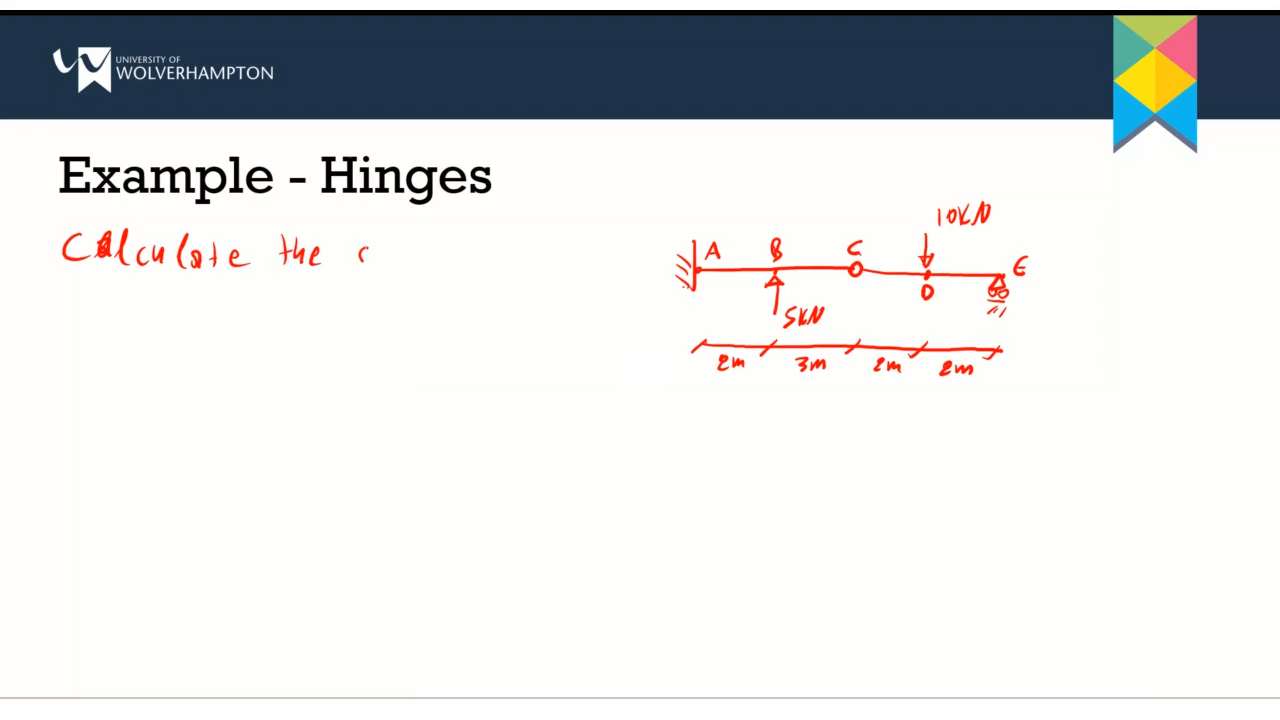 UNIVERSITY OF
WOLVERHAMPTON
Example - Hinges
Calculate the
10KN
A B C E
D
5KN
2m 3m 2m 2m